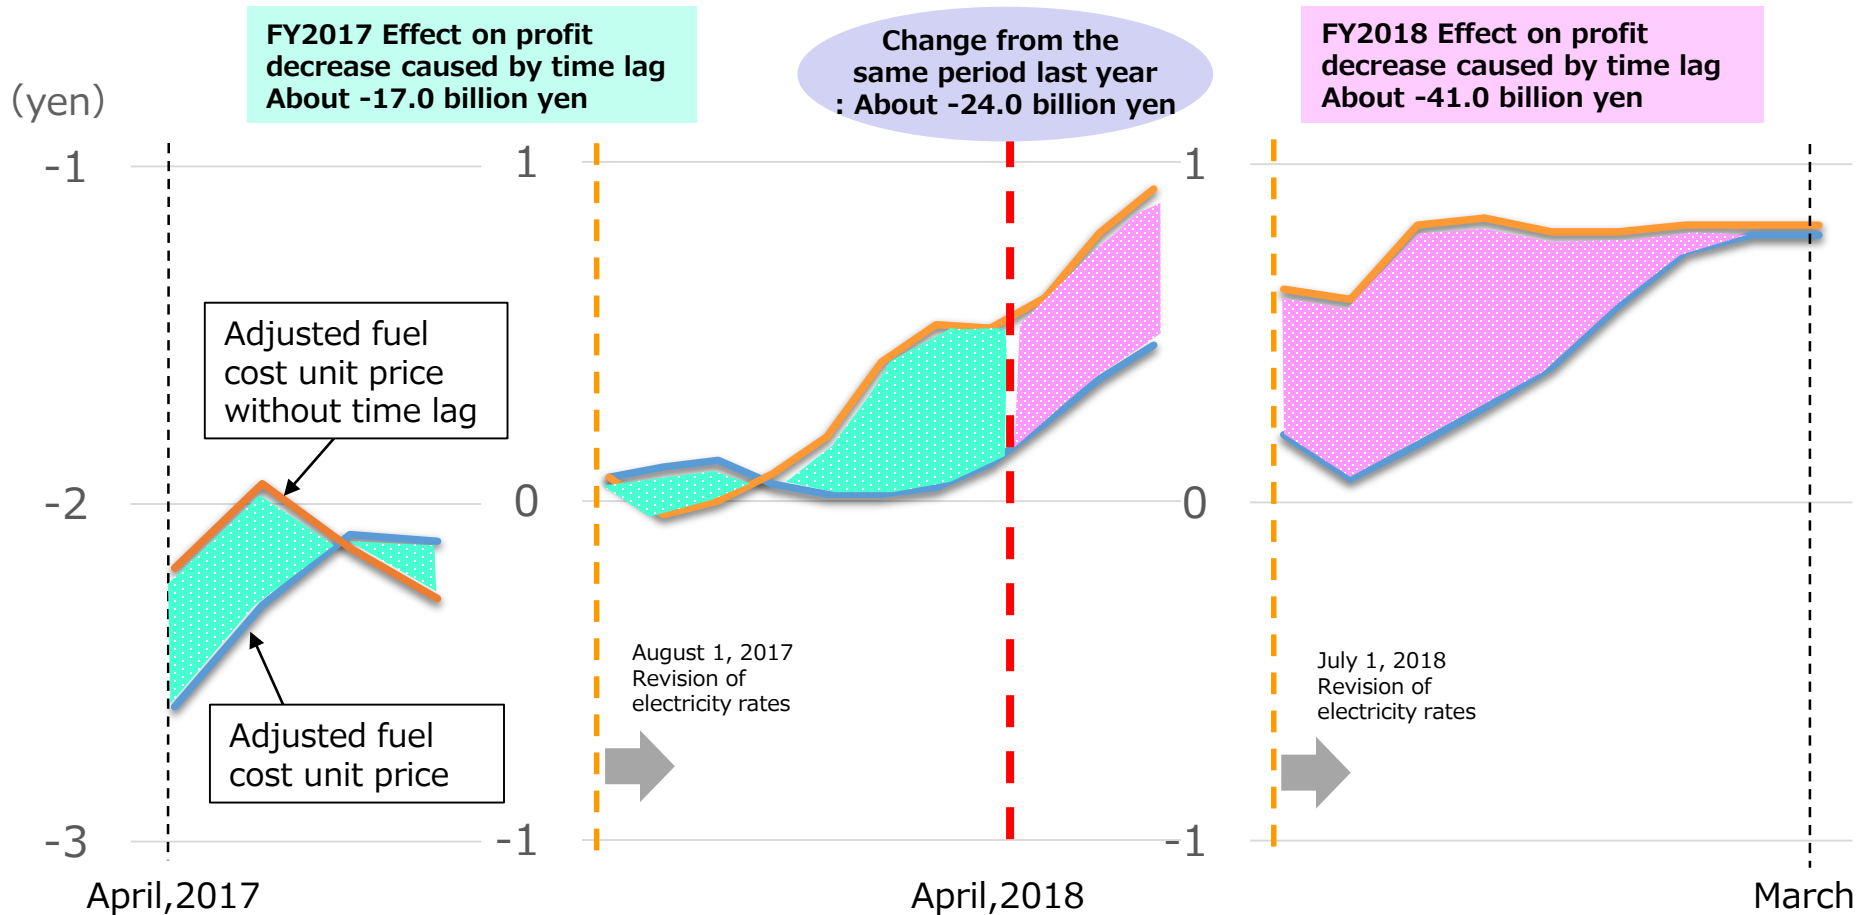 FY2017 Effect on profit
decrease caused by time lag
About -17.0 billion yen
Change from the
same period last year
: About -24.0 billion yen
FY2018 Effect on profit
decrease caused by time lag
About -41.0 billion yen
(yen)
-1
-2
-3
1
0
-1
1
0
-1
Adjusted fuel
cost unit price
without time lag
Adjusted fuel
cost unit price
August 1, 2017
Revision of
electricity rates
July 1, 2018
Revision of
electricity rates
April,2017
April,2018
March